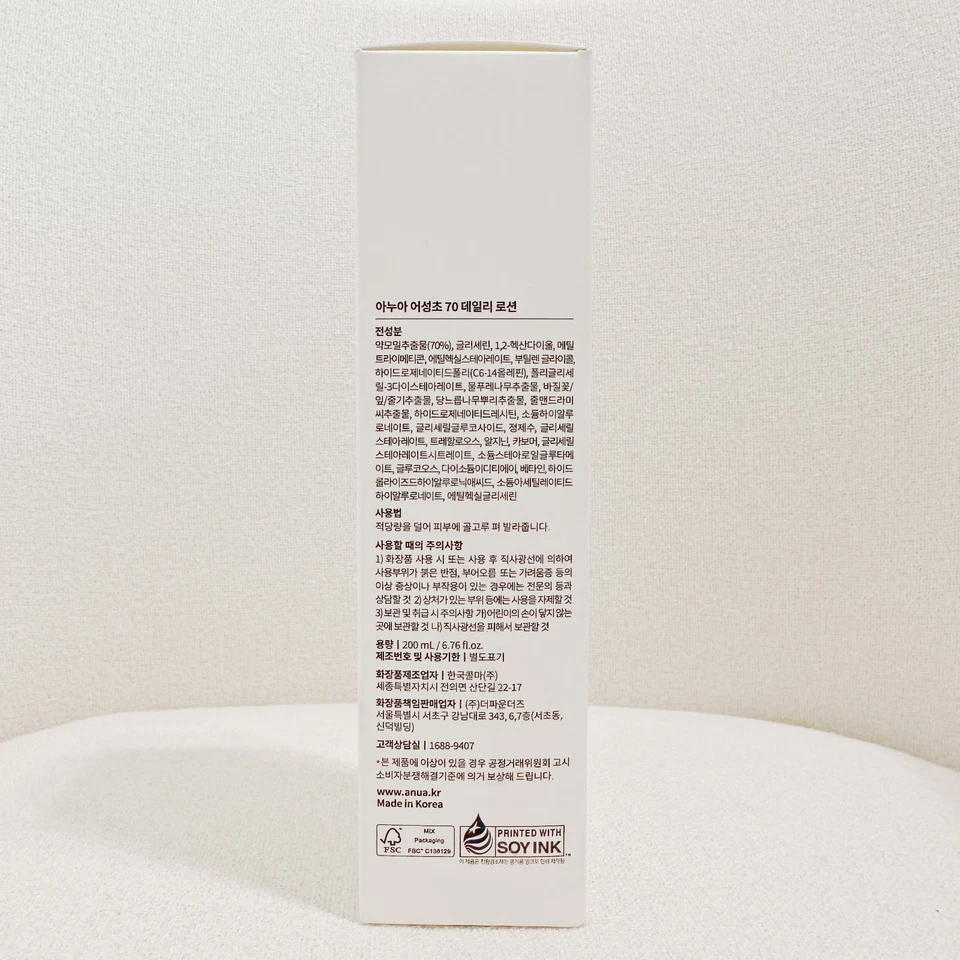 아누아 어성초 70 데일리 로션
전성분
약모밀추출물(70%), 글리세린, 1,2-헥산다이올, 메틸
트라이메티콘, 에틸헥실스테아레이트, 부틸렌 글라이콜,
하이드로제네이티드폴리(C6-14올레핀), 폴리글리세
릴-3다이스테아레이트, 물푸레나무추출물, 바질꽃/
잎/줄기추출물, 당느릅나무뿌리추출물, 줄맨드라미
씨추출물, 하이드로제네이티드레시틴, 소듐하이알루
로네이트, 글리세릴글루코사이드, 정제수, 글리세릴
스테아레이트, 트레할로오스, 알지닌, 카보머, 글리세릴
스테아레이트시트레이트, 소듐스테아로일글루타메
이트, 글루코오스, 다이소듐이디티에이, 베타인, 하이드
롤라이즈드하이알루로닉애씨드, 소듐아세틸레이티드
하이알루로네이트, 에틸헥실글리세린
사용법
적당량을 덜어 피부에 골고루 펴 발라줍니다.
사용할 때의 주의사항
1) 화장품 사용 시 또는 사용 후 직사광선에 의하여
사용부위가 붉은 반점, 부어오름 또는 가려움증 등의
이상 증상이나 부작용이 있는 경우에는 전문의 등과
상담할 것 2) 상처가 있는 부위 등에는 사용을 자제할 것
3) 보관 및 취급 시 주의사항 가)어린이의 손이 닿지 않는
곳에 보관할 것 나) 직사광선을 피해서 보관할 것
용량 | 200 mL / 6.76 fl.oz.
제조번호 및 사용기한 | 별도표기
화장품제조업자 | 한국콜마(주)
세종특별자치시 전의면 산단길 22-17
화장품책임판매업자 | (주)더파운더즈
서울특별시 서초구 강남대로 343, 6,7층(서초동,
신덕빌딩)
고객상담실 | 1688-9407
*본 제품에 이상이 있을 경우 공정거래위원회 고시
소비자분쟁해결기준에 의거 보상해 드립니다.
www.anua.kr
Made in Korea
FSC
MIX
Packaging
FSC® C138129
PRINTED WITH
SOY INK™